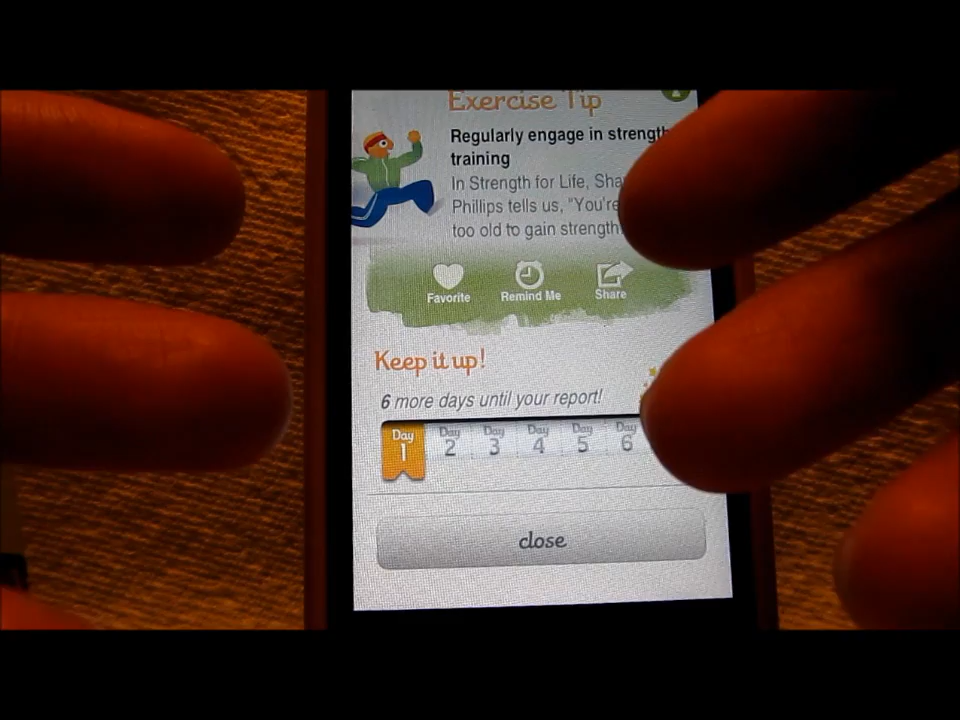 Exercise Tip
Regularly engage in strength
training
In Strength for Life,
Phillips tells us, "You're
too old to gain strength
Favorite Remind Me Share
Keep it up!
6 more days until your report!
Day Day Day Day Day Day
1 2 3 4 5 6
close